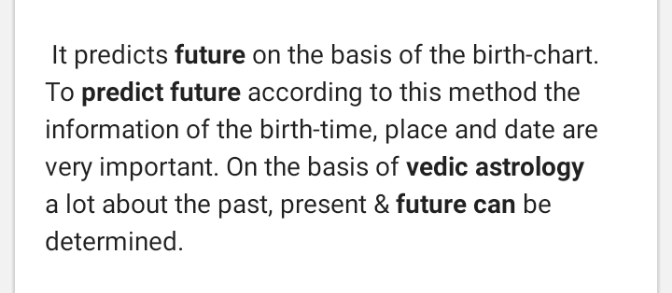 It predicts future on the basis of the birth-chart.
To predict future according to this method the
information of the birth-time, place and date are
very important. On the basis of vedic astrology
a lot about the past, present & future can be
determined.